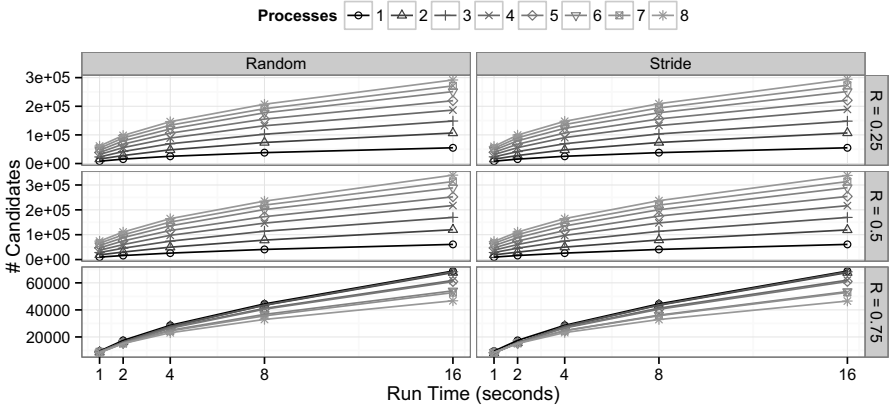 Processes 1 2 3 4 5 6 7 8
Random Stride
3e+05
2e+05
1e+05
0e+00
R = 0.25
3e+05
2e+05
1e+05
0e+00
R = 0.5
60000
40000
20000
R = 0.75
# Candidates
1 2 4 8 16 1 2 4 8 16
Run Time (seconds)